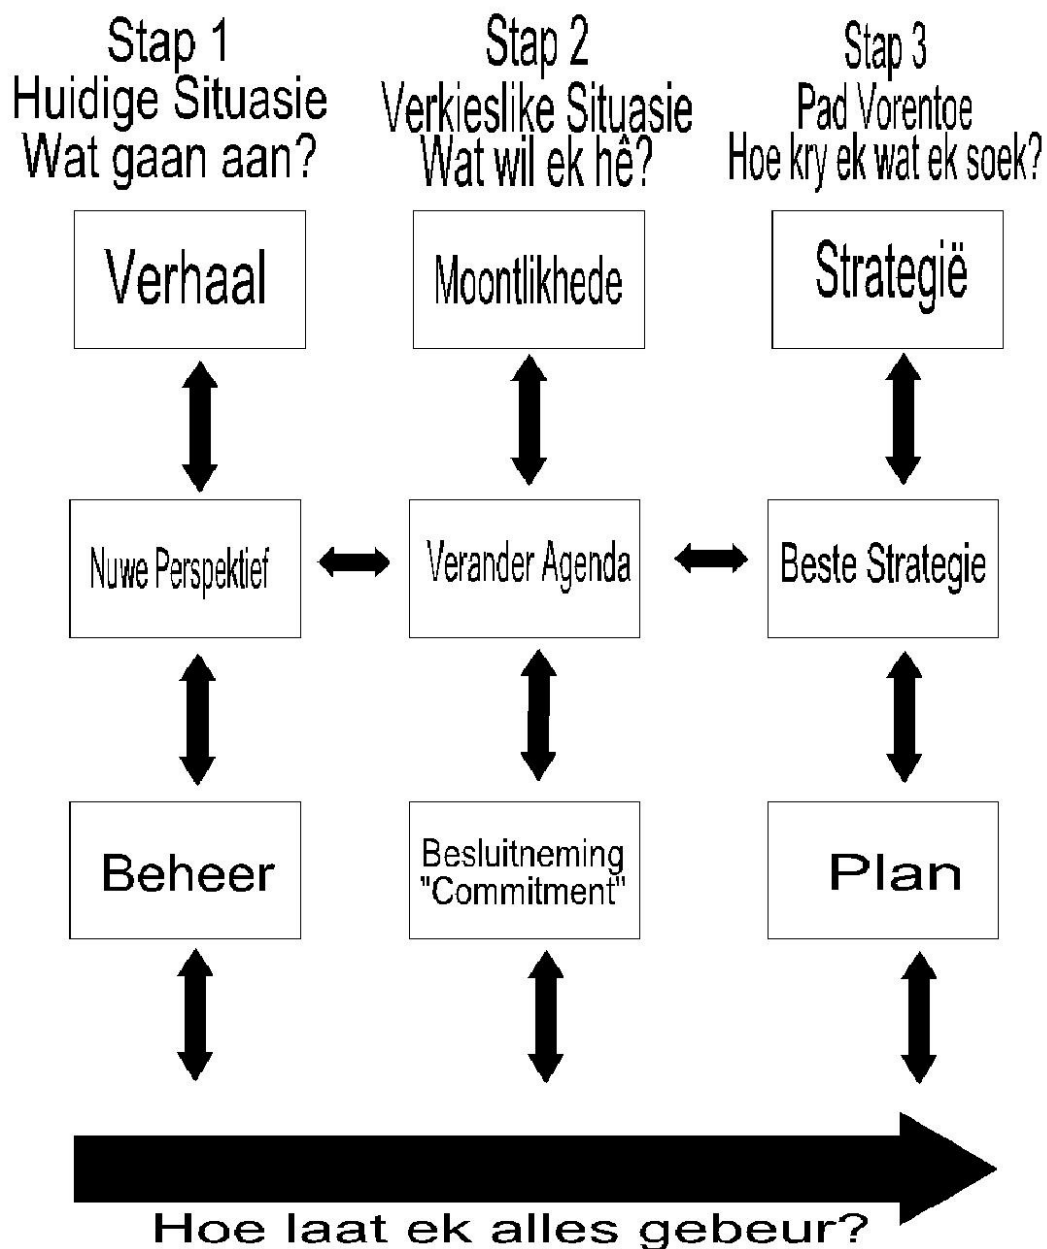 Stap 1
Huidige Situasie
Wat gaan aan?
Stap 2
Verkieslike Situasie
Wat wil ek hê?
Stap 3
Pad Vorentoe
Hoe kry ek wat ek soek?
Verhaal
Moontlikhede
Strategië
Nuwe Perspektief
Verander Agenda
Beste Strategie
Beheer
Besluitneming
"Commitment"
Plan
Hoe laat ek alles gebeur?